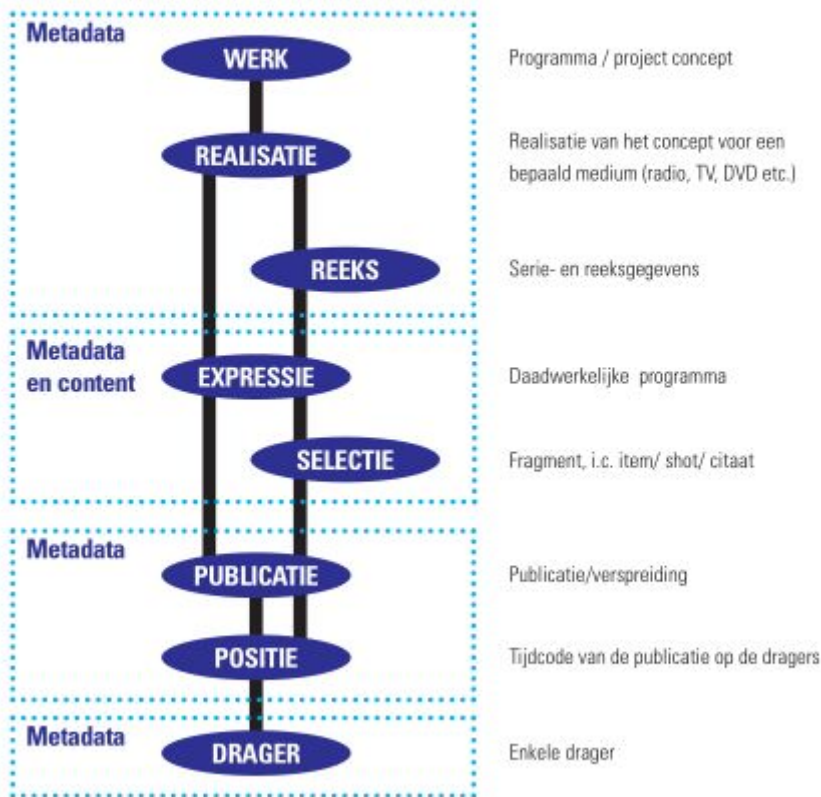 Metadata
WERK
Programma / project concept
REALISATIE
Realisatie van het concept voor een
bepaald medium (radio, TV, DVD etc.)
REEKS
Serie- en reeksgegevens
Metadata
en content
EXPRESSIE
Daadwerkelijke programma
SELECTIE
Fragment, i.c. item/ shot/ citaat
Metadata
PUBLICATIE
Publicatie/verspreiding
POSITIE
Tijdcode van de publicatie op de dragers
Metadata
DRAGER
Enkele drager